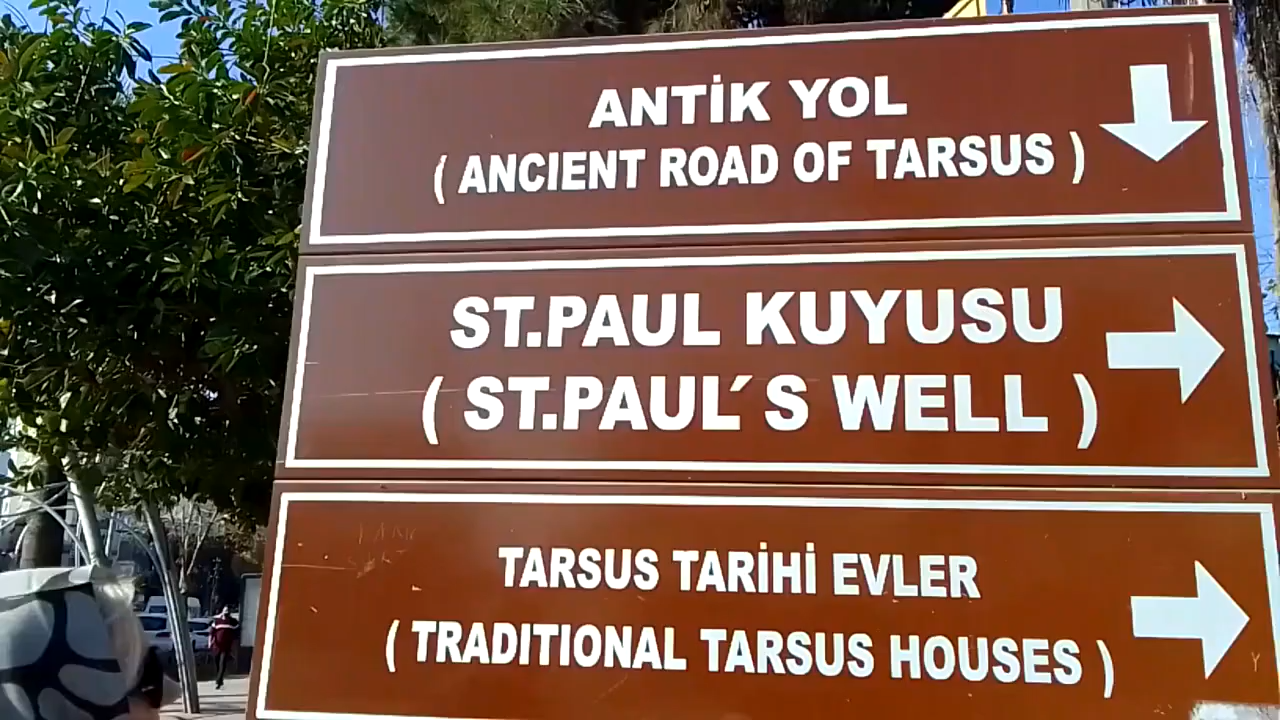 ANTİK YOL
( ANCIENT ROAD OF TARSUS )
ST.PAUL KUYUSU
( ST.PAUL´S WELL )
TARSUS TARİHİ EVLER
( TRADITIONAL TARSUS HOUSES )